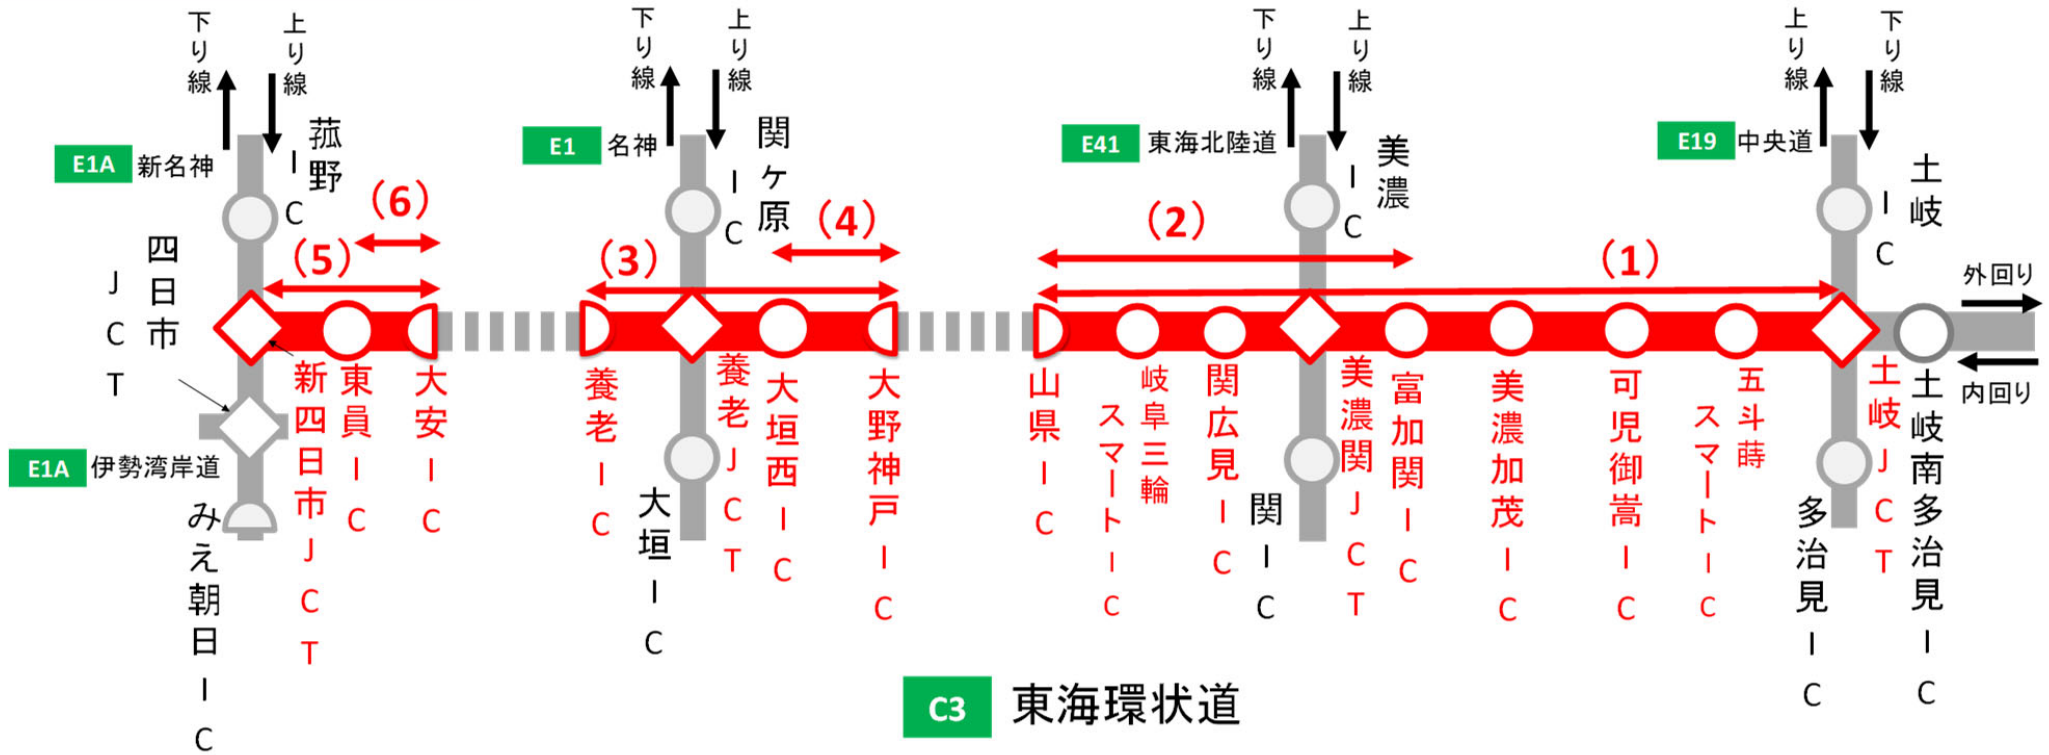 下り線
上り線
下り線
上り線
下り線
上り線
上り線
下り線
E1A 新名神
菰野IC
E1 名神
関ヶ原IC
E41 東海北陸道
美濃IC
E19 中央道
土岐IC
(6)
(5)
(3)
(4)
(2)
(1)
四日市JCT
外回り
内回り
新四日市JCT
東員IC
大安IC
養老IC
養老JCT
大垣西IC
大野神戸IC
山県IC
岐阜三輪
スマートIC
関広見IC
美濃関JCT
富加関IC
美濃加茂IC
可児御嵩IC
五斗蒔
スマートIC
土岐JCT
土岐南多治見IC
E1A 伊勢湾岸道
みえ朝日IC
大垣IC
関IC
多治見IC
C3 東海環状道